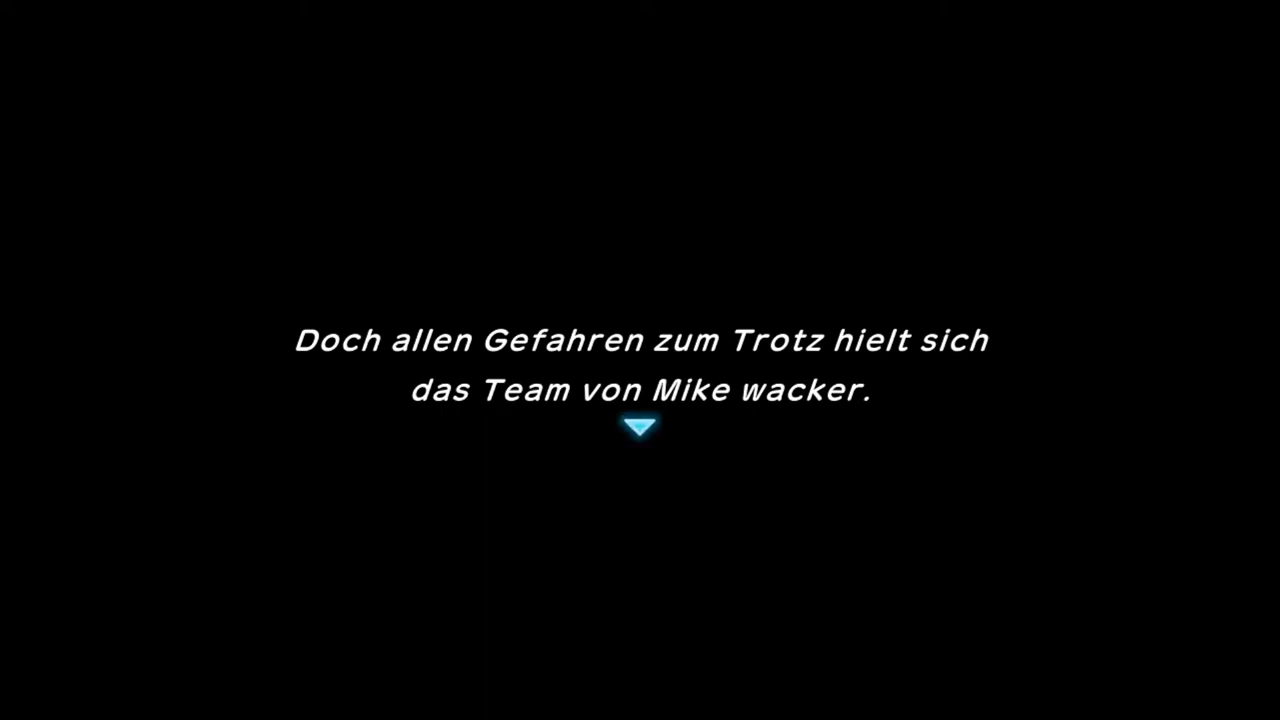 Doch allen Gefahren zum Trotz hielt sich
das Team von Mike wacker.